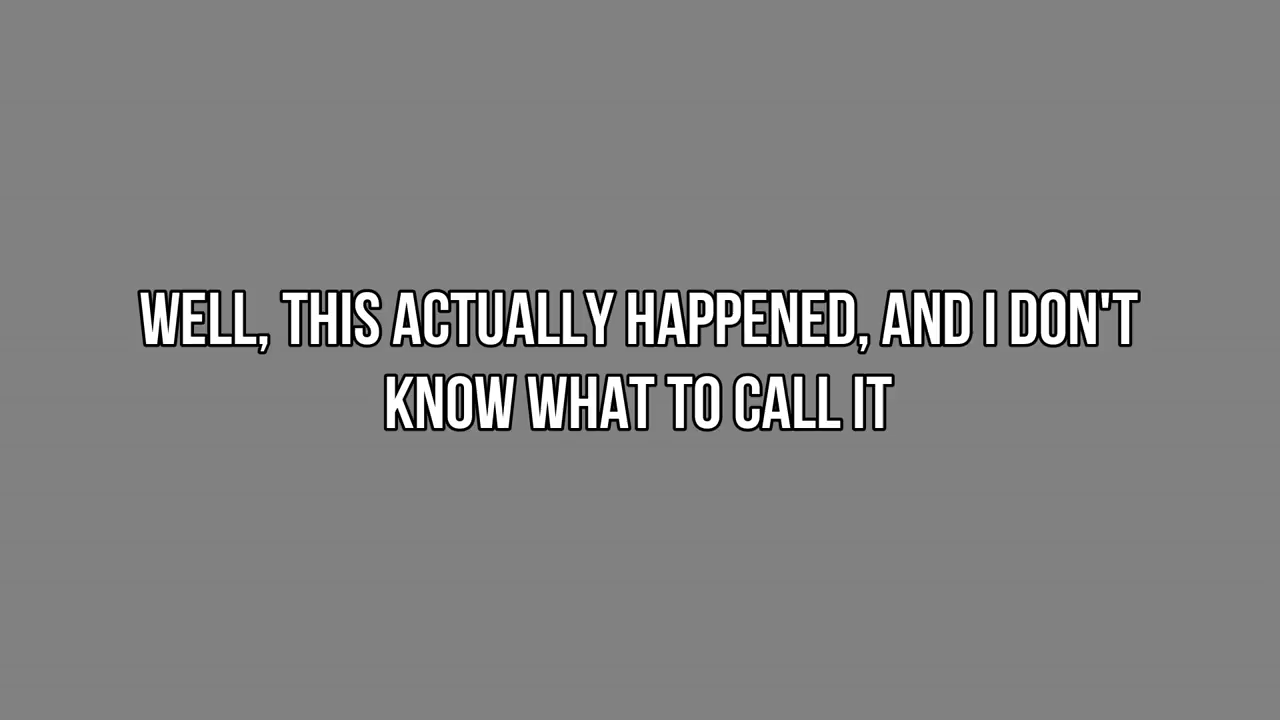 WELL, THIS ACTUALLY HAPPENED, AND I DON'T
KNOW WHAT TO CALL IT